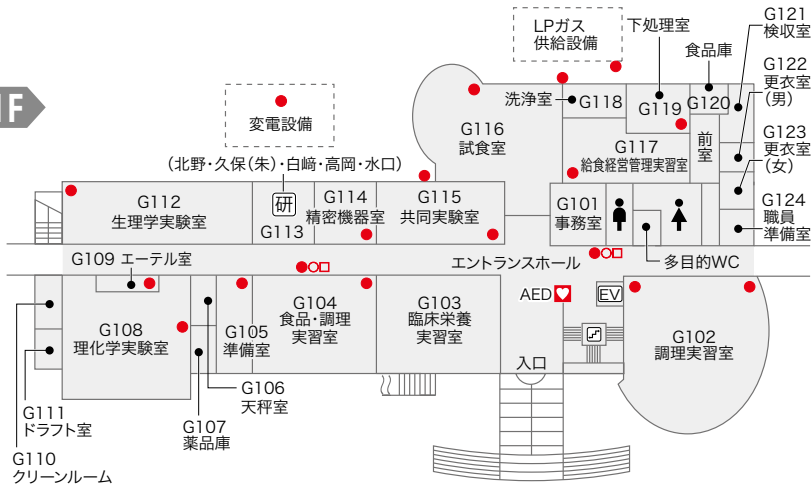 1F
LPガス
供給設備
下処理室
食品庫
G121
検収室
G122
更衣室
(男)
G123
更衣室
(女)
G124
職員
準備室
変電設備
洗浄室
G118
G119
G120
前室
G116
試食室
G117
給食経営管理実習室
(北野・久保(朱)・白﨑・高岡・水口)
研
G112
生理学実験室
G113
G114
精密機器室
G115
共同実験室
G101
事務室
多目的WC
G109 エーテル室
エントランスホール
AED
EV
G108
理化学実験室
G105
準備室
G104
食品・調理
実習室
G103
臨床栄養
実習室
G102
調理実習室
入口
G106
天秤室
G107
薬品庫
G111
ドラフト室
G110
クリーンルーム